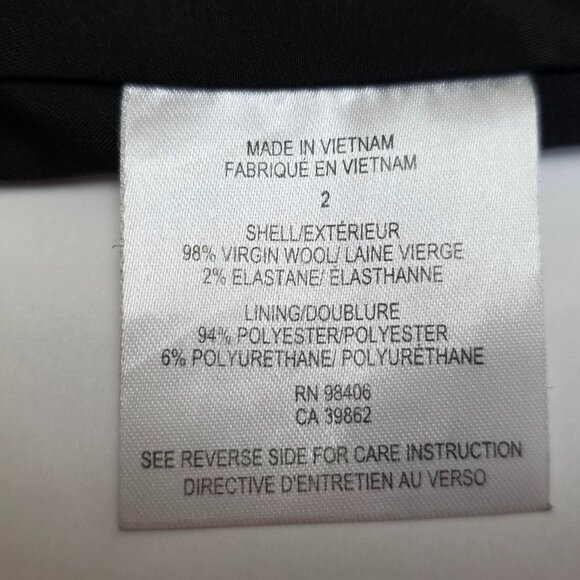 MADE IN VIETNAM
FABRIQUÉ EN VIETNAM
2
SHELL/EXTÉRIEUR
98% VIRGIN WOOL/ LAINE VIERGE
2% ELASTANE/ ÉLASTHANNE
LINING/DOUBLURE
94% POLYESTER/POLYESTER
6% POLYURETHANE/ POLYURÉTHANE
RN 98406
CA 39862
SEE REVERSE SIDE FOR CARE INSTRUCTION
DIRECTIVE D'ENTRETIEN AU VERSO